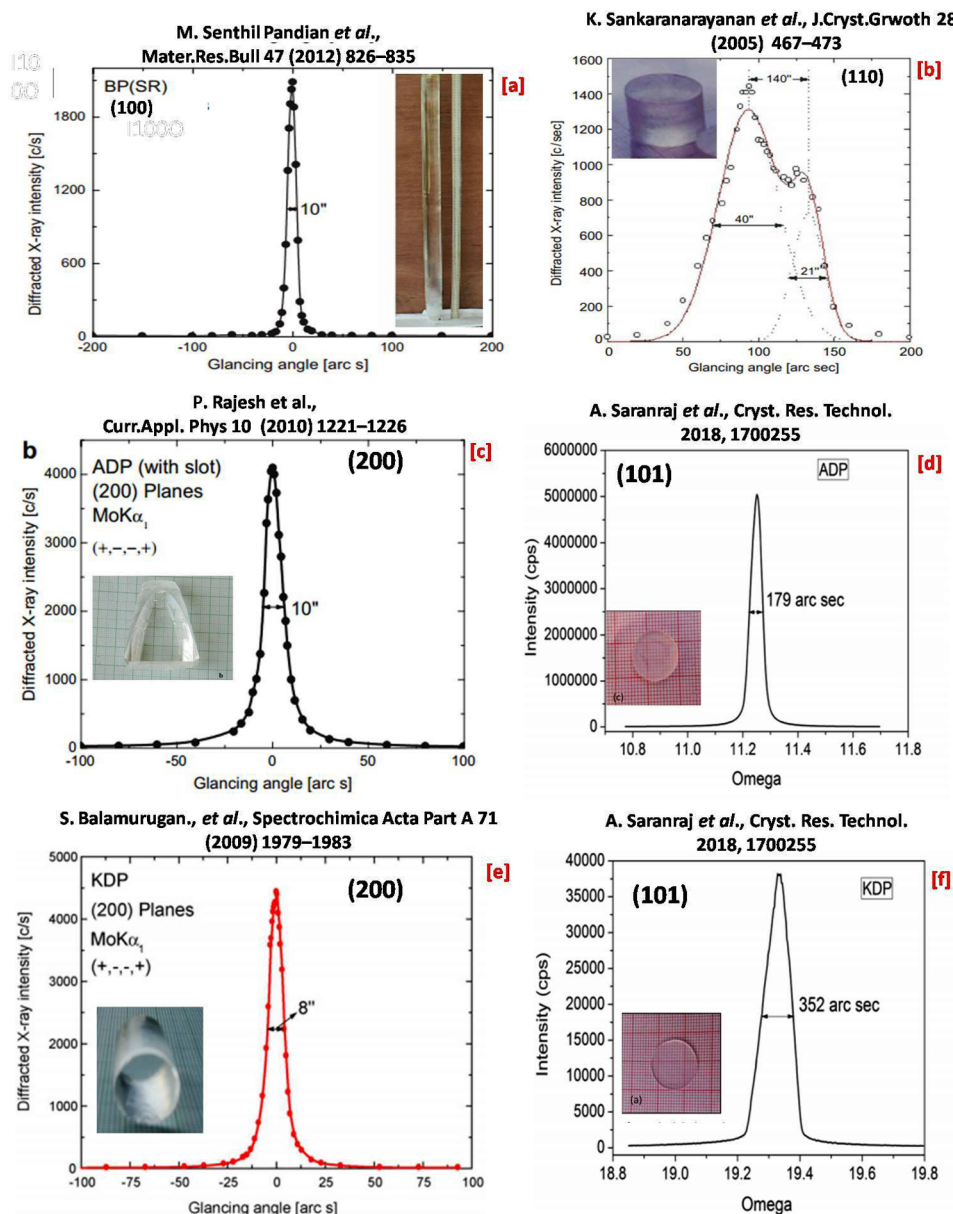 M. Senthil Pandian et al.,
Mater.Res.Bull 47 (2012) 826–835
[a]
BP(SR)
(100)
1800
1200
600
0
10"
-200 -100 0 100 200
Diffracted X-ray intensity [c/s]
Glancing angle [arc s]
K. Sankaranarayanan et al., J.Cryst.Grwoth 28
(2005) 467–473
[b]
(110)
1600
1400
1200
1000
800
600
400
200
0
140"
40"
21"
0 50 100 150 200
Diffracted X-ray intensity [c/sec]
Glancing angle [arc sec]
P. Rajesh et al.,
Curr.Appl. Phys 10 (2010) 1221–1226
[c]
b
ADP (with slot)
(200) Planes
MoKα1
(+,−,−,+)
(200)
4000
3000
2000
1000
0
10"
b
-100 -50 0 50 100
Diffracted X-ray intensity [c/s]
Glancing angle [arc s]
A. Saranraj et al., Cryst. Res. Technol.
2018, 1700255
[d]
(101)
ADP
6000000
5000000
4000000
3000000
2000000
1000000
0
179 arc sec
(c)
10.8 11.0 11.2 11.4 11.6 11.8
Intensity (cps)
Omega
S. Balamurugan., et al., Spectrochimica Acta Part A 71
(2009) 1979–1983
[e]
KDP
(200) Planes
MoKα1
(+,-,-,+)
(200)
5000
4000
3000
2000
1000
0
8"
-100 -75 -50 -25 0 25 50 75 100
Diffracted X-ray intensity [c/s]
Glancing angle [arc s]
A. Saranraj et al., Cryst. Res. Technol.
2018, 1700255
[f]
(101)
KDP
40000
35000
30000
25000
20000
15000
10000
5000
0
352 arc sec
(a)
18.8 19.0 19.2 19.4 19.6 19.8
Intensity (cps)
Omega